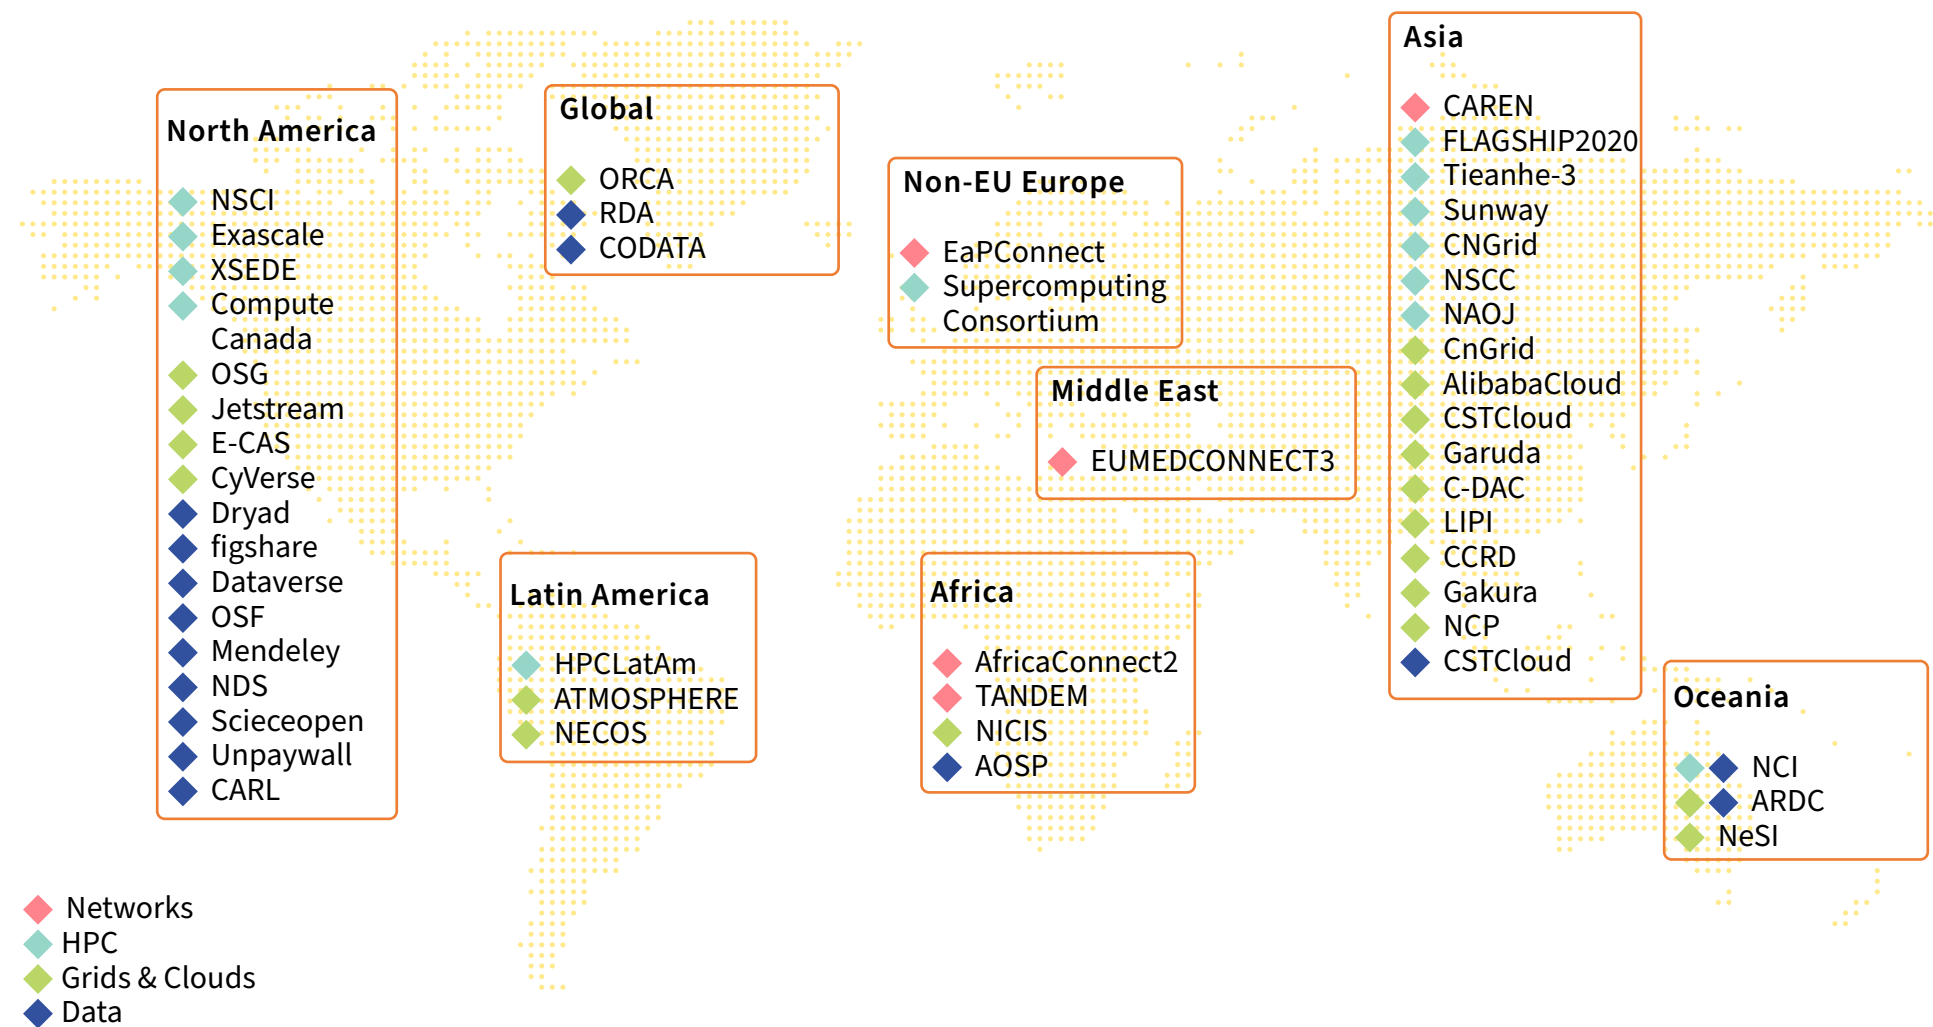 North America
NSCI
Exascale
XSEDE
Compute
Canada
OSG
Jetstream
E-CAS
CyVerse
Dryad
figshare
Dataverse
OSF
Mendeley
NDS
Scieceopen
Unpaywall
CARL
Global
ORCA
RDA
CODATA
Latin America
HPCLatAm
ATMOSPHERE
NECOS
Non-EU Europe
EaPConnect
Supercomputing
Consortium
Middle East
EUMEDCONNECT3
Africa
AfricaConnect2
TANDEM
NICIS
AOSP
Asia
CAREN
FLAGSHIP2020
Tieanhe-3
Sunway
CNGrid
NSCC
NAOJ
CnGrid
AlibabaCloud
CSTCloud
Garuda
C-DAC
LIPI
CCRD
Gakura
NCP
CSTCloud
Oceania
NCI
ARDC
NeSI
Networks
HPC
Grids & Clouds
Data